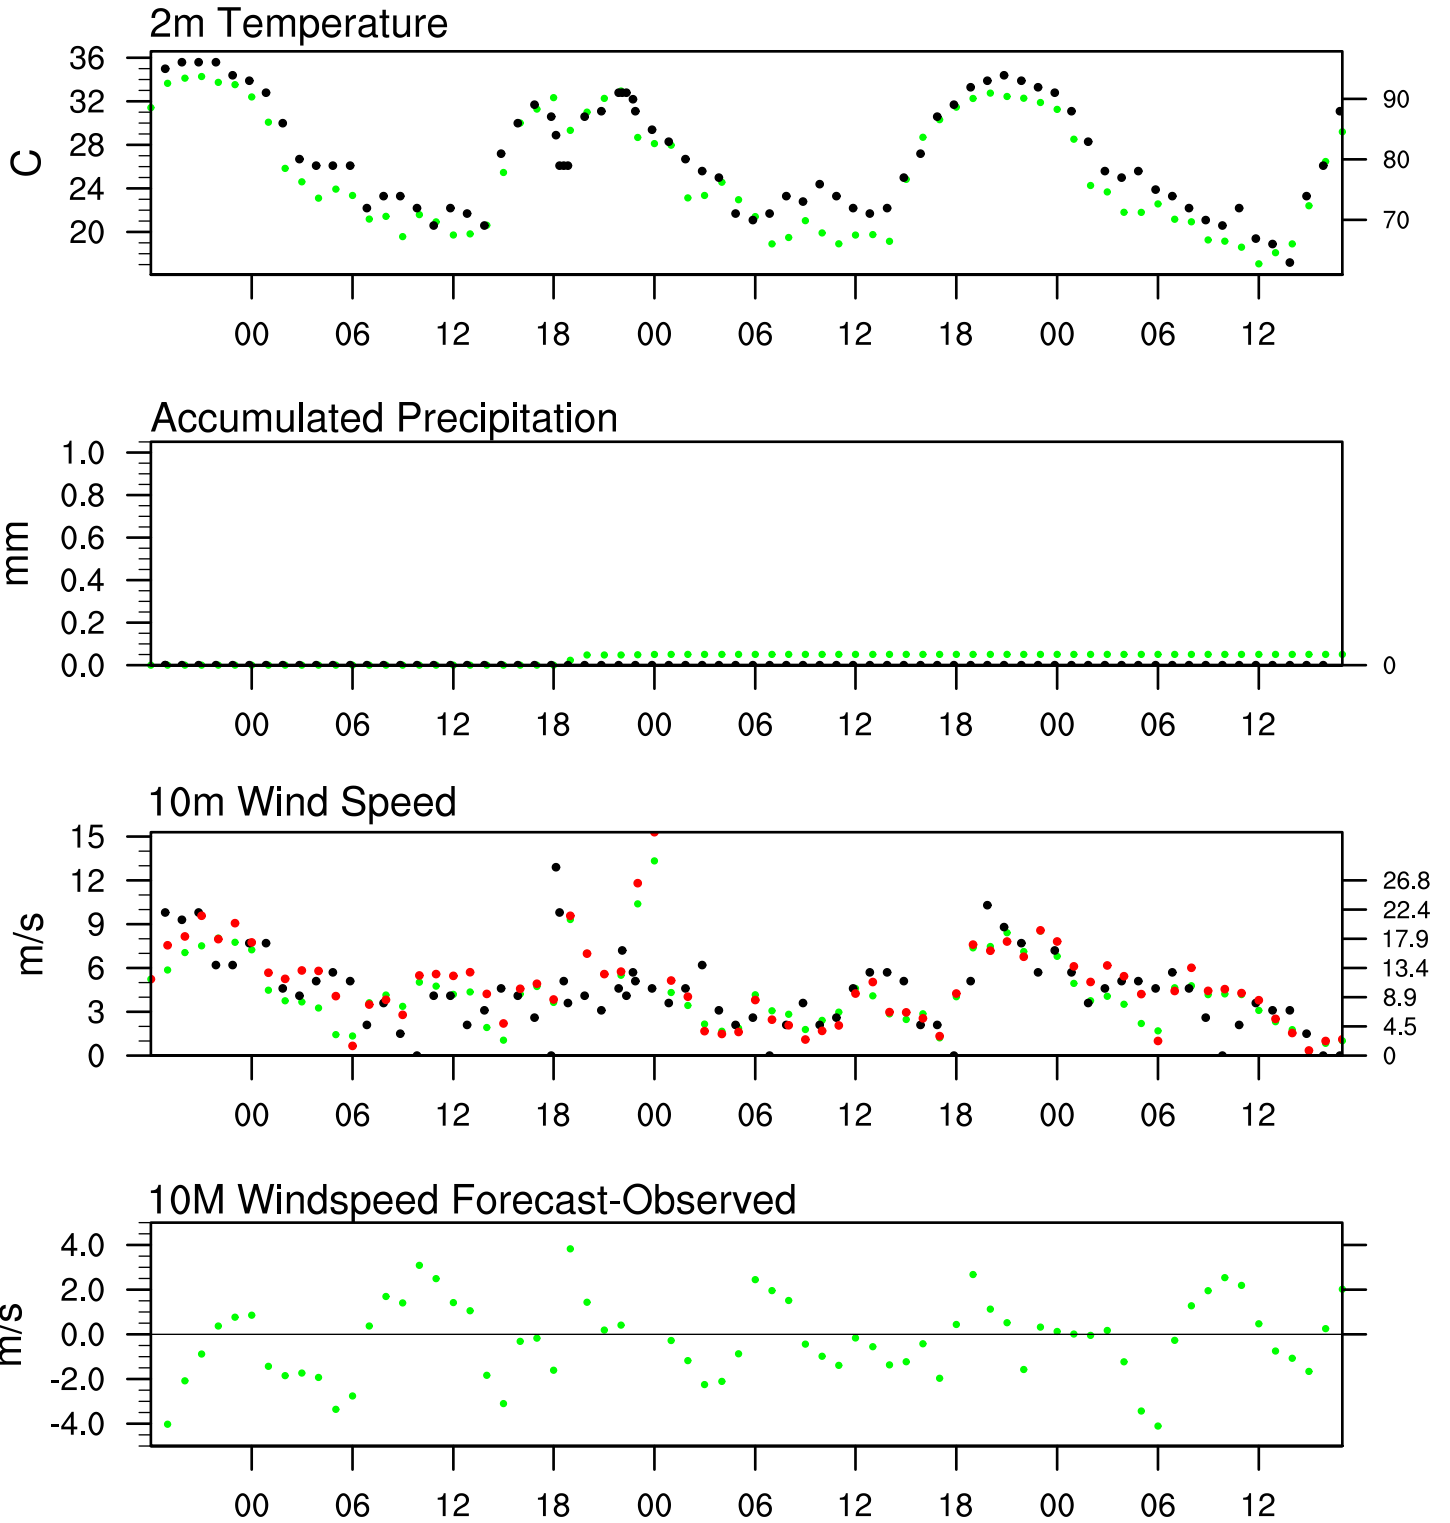 2m Temperature
36
32
28
24
20
C
90
80
70
00 06 12 18 00 06 12 18 00 06 12
Accumulated Precipitation
1.0
0.8
0.6
0.4
0.2
0.0
mm
0
00 06 12 18 00 06 12 18 00 06 12
10m Wind Speed
15
12
9
6
3
0
m/s
26.8
22.4
17.9
13.4
8.9
4.5
0
00 06 12 18 00 06 12 18 00 06 12
10M Windspeed Forecast-Observed
4.0
2.0
0.0
-2.0
-4.0
m/s
00 06 12 18 00 06 12 18 00 06 12